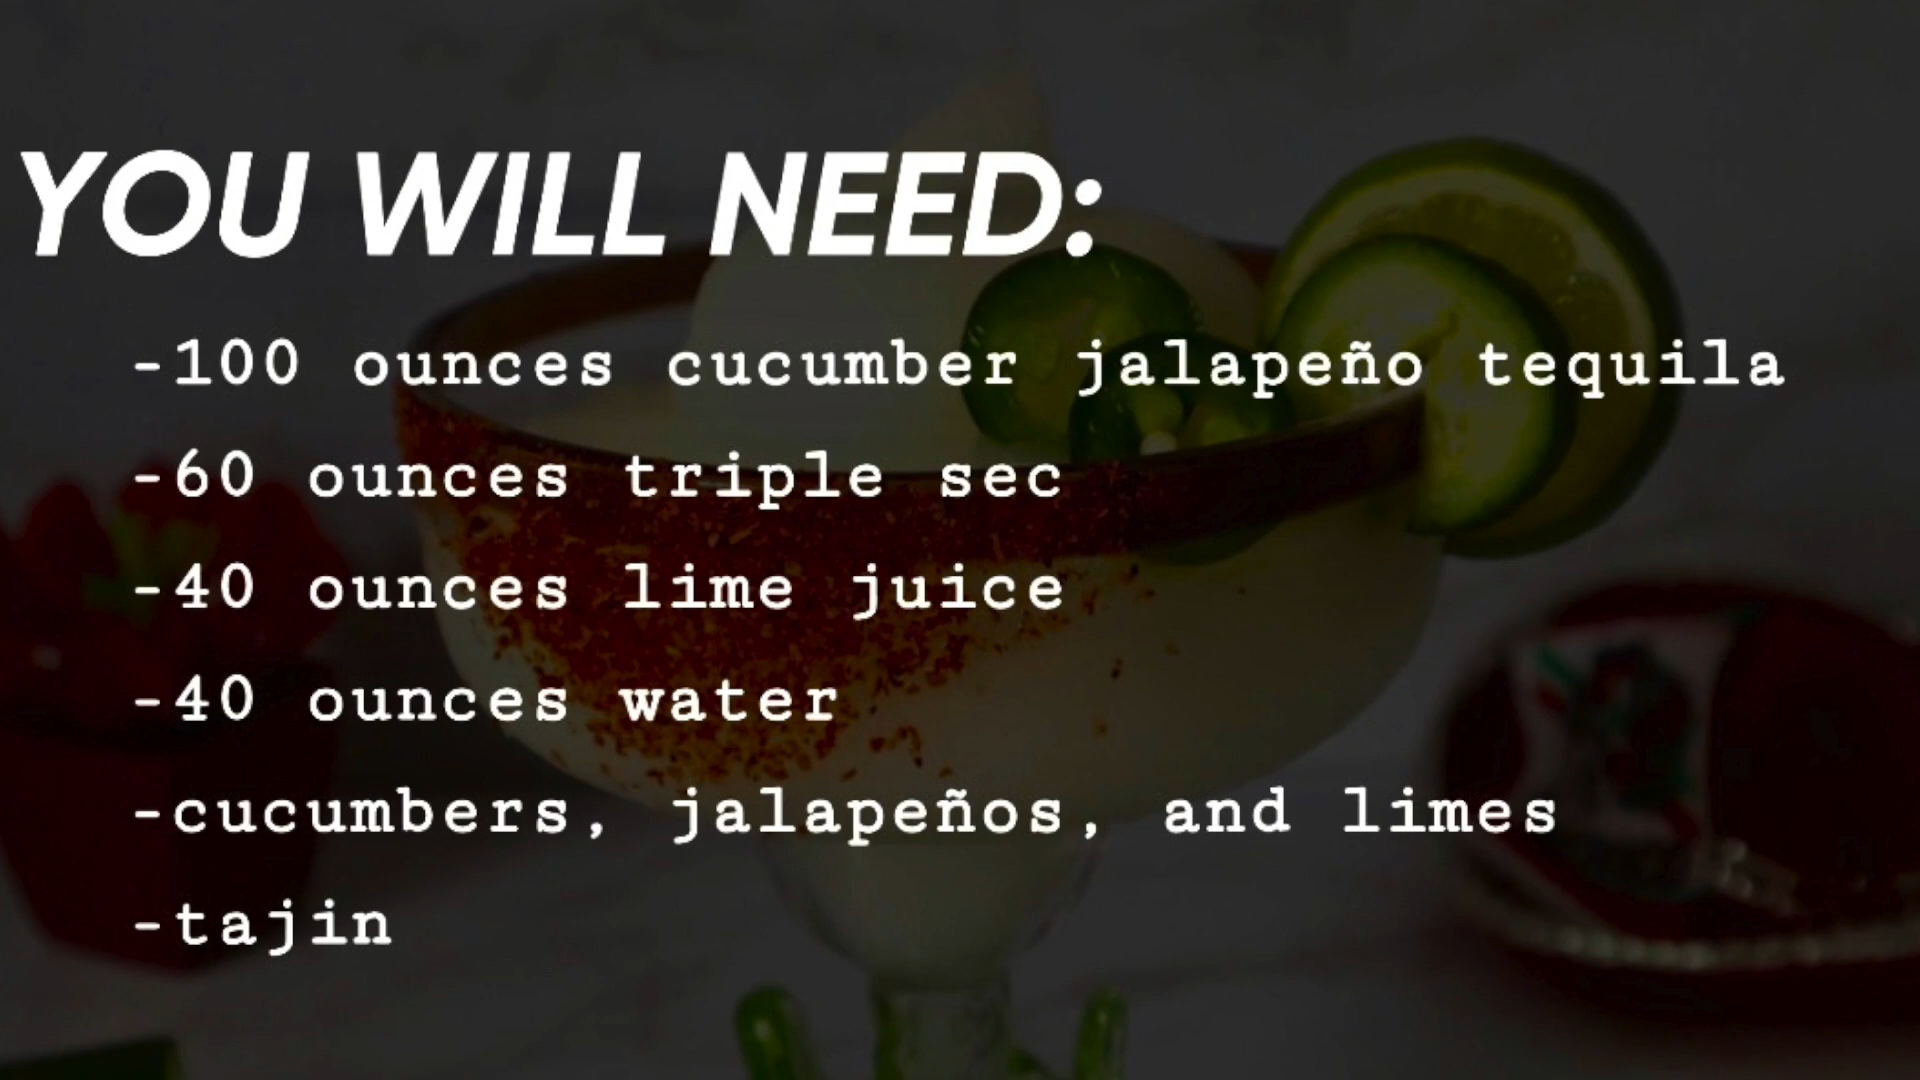 YOU WILL NEED:
-100 ounces cucumber jalapeño tequila
-60 ounces triple sec
-40 ounces lime juice
-40 ounces water
-cucumbers, jalapeños, and limes
-tajin